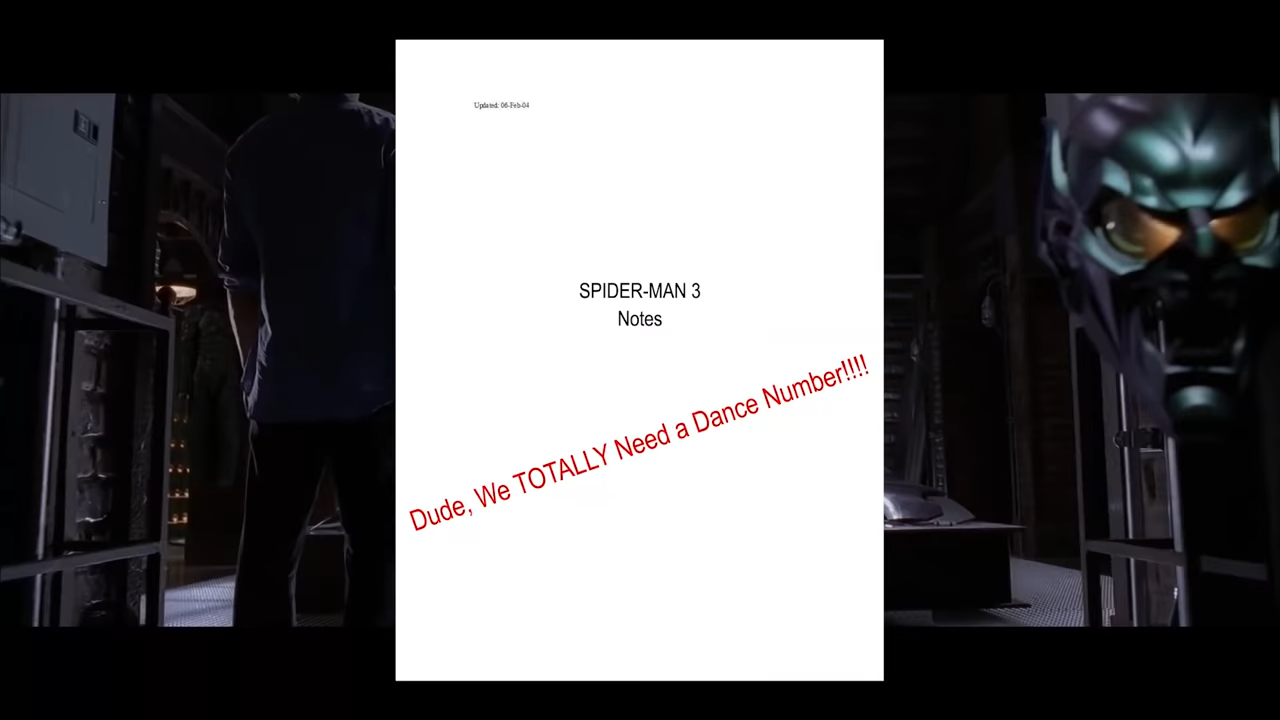 Updated: 06-Feb-04
SPIDER-MAN 3
Notes
Dude, We TOTALLY Need a Dance Number!!!!